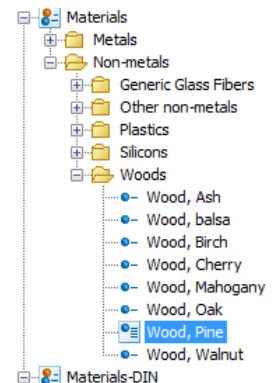 Materials
Metals
Non-metals
Generic Glass Fibers
Other non-metals
Plastics
Silicons
Woods
Wood, Ash
Wood, balsa
Wood, Birch
Wood, Cherry
Wood, Mahogany
Wood, Oak
Wood, Pine
Wood, Walnut
Materials-DIN